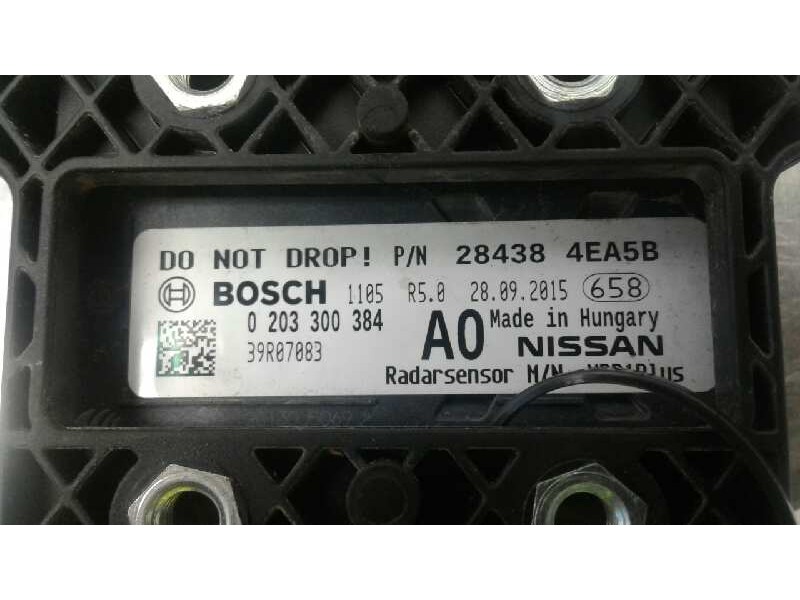 DO NOT DROP! P/N 28438 4EA5B
BOSCH 1105 R5.0 28.09.2015 658
0 203 300 384 A0 Made in Hungary
39R07083 NISSAN
Radarsensor M/N